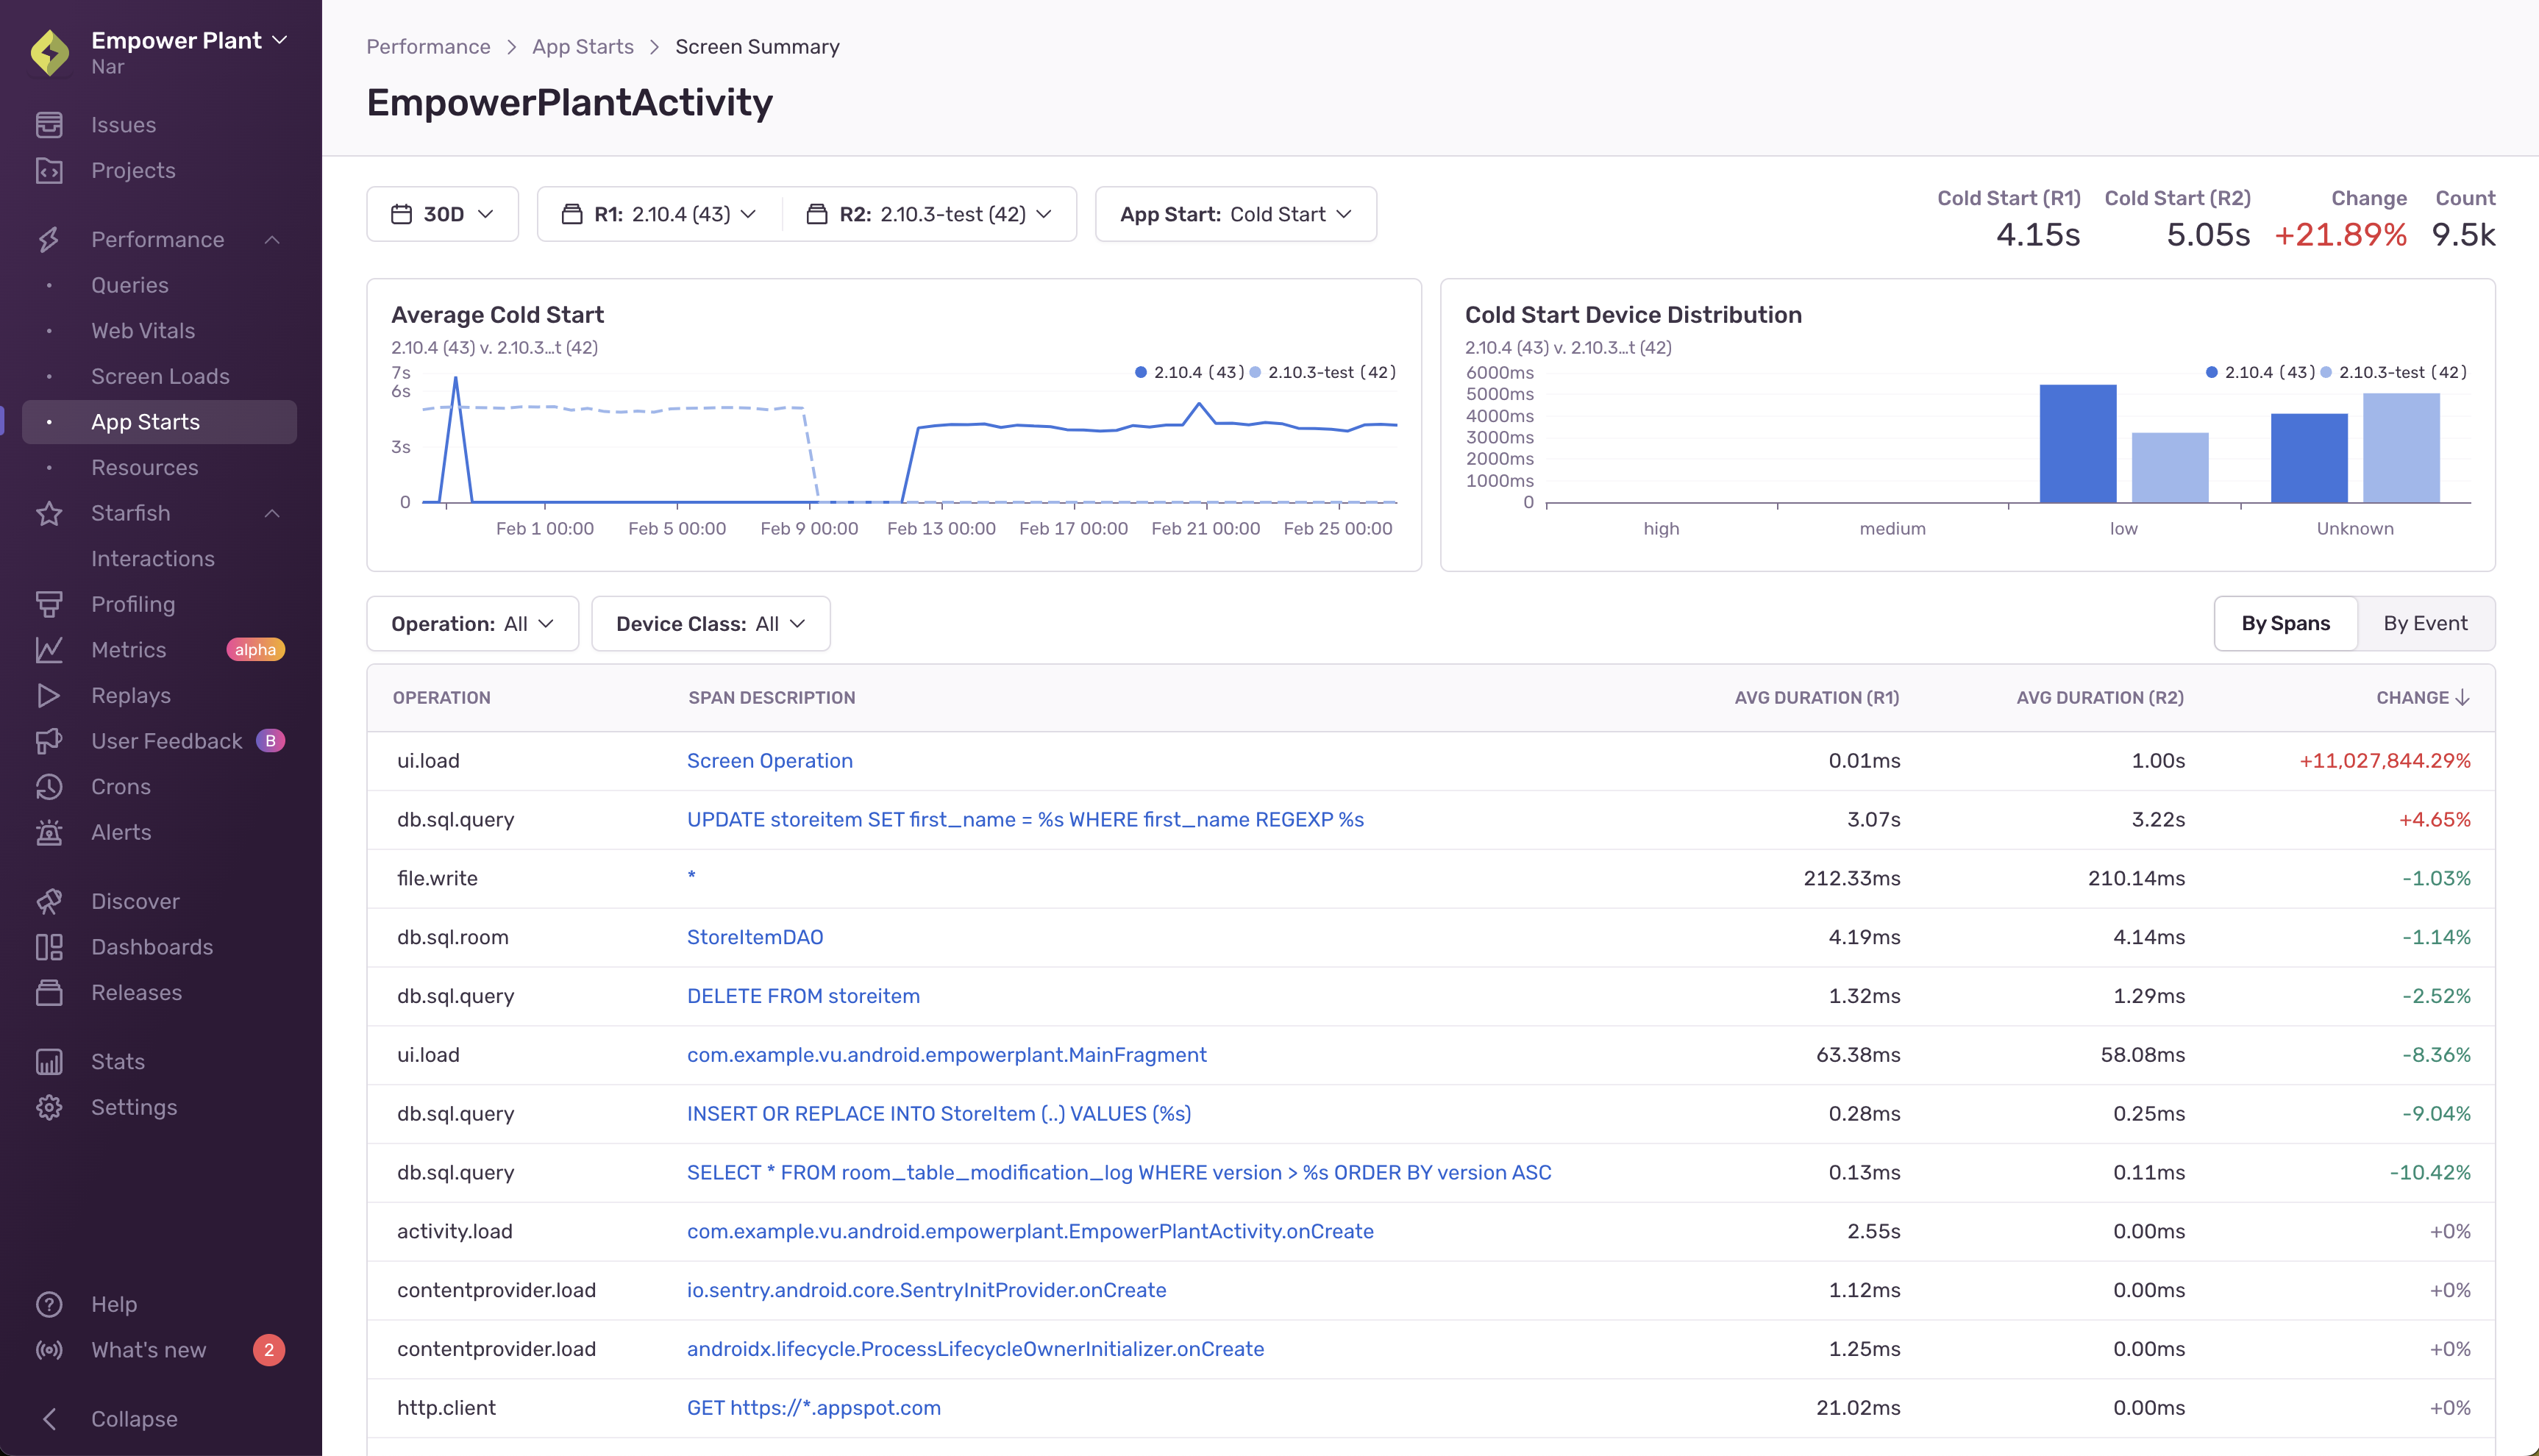 Empower Plant
Nar
Issues
Projects
Performance
Queries
Web Vitals
Screen Loads
App Starts
Resources
Starfish
Interactions
Profiling
Metrics alpha
Replays
User Feedback B
Crons
Alerts
Discover
Dashboards
Releases
Stats
Settings
Help
What's new 2
Collapse
Performance > App Starts > Screen Summary
EmpowerPlantActivity
30D R1: 2.10.4 (43) R2: 2.10.3-test (42) App Start: Cold Start
Cold Start (R1) Cold Start (R2) Change Count
4.15s 5.05s +21.89% 9.5k
Average Cold Start
2.10.4 (43) v. 2.10.3...t (42)
2.10.4 (43) 2.10.3-test (42)
7s
6s
3s
0
Feb 1 00:00 Feb 5 00:00 Feb 9 00:00 Feb 13 00:00 Feb 17 00:00 Feb 21 00:00 Feb 25 00:00
Cold Start Device Distribution
2.10.4 (43) v. 2.10.3...t (42)
2.10.4 (43) 2.10.3-test (42)
6000ms
5000ms
4000ms
3000ms
2000ms
1000ms
0
high medium low Unknown
Operation: All Device Class: All By Spans By Event
OPERATION SPAN DESCRIPTION AVG DURATION (R1) AVG DURATION (R2) CHANGE
ui.load Screen Operation 0.01ms 1.00s +11,027,844.29%
db.sql.query UPDATE storeitem SET first_name = %s WHERE first_name REGEXP %s 3.07s 3.22s +4.65%
file.write * 212.33ms 210.14ms -1.03%
db.sql.room StoreItemDAO 4.19ms 4.14ms -1.14%
db.sql.query DELETE FROM storeitem 1.32ms 1.29ms -2.52%
ui.load com.example.vu.android.empowerplant.MainFragment 63.38ms 58.08ms -8.36%
db.sql.query INSERT OR REPLACE INTO StoreItem (..) VALUES (%s) 0.28ms 0.25ms -9.04%
db.sql.query SELECT * FROM room_table_modification_log WHERE version > %s ORDER BY version ASC 0.13ms 0.11ms -10.42%
activity.load com.example.vu.android.empowerplant.EmpowerPlantActivity.onCreate 2.55s 0.00ms +0%
contentprovider.load io.sentry.android.core.SentryInitProvider.onCreate 1.12ms 0.00ms +0%
contentprovider.load androidx.lifecycle.ProcessLifecycleOwnerInitializer.onCreate 1.25ms 0.00ms +0%
http.client GET https://*.appspot.com 21.02ms 0.00ms +0%